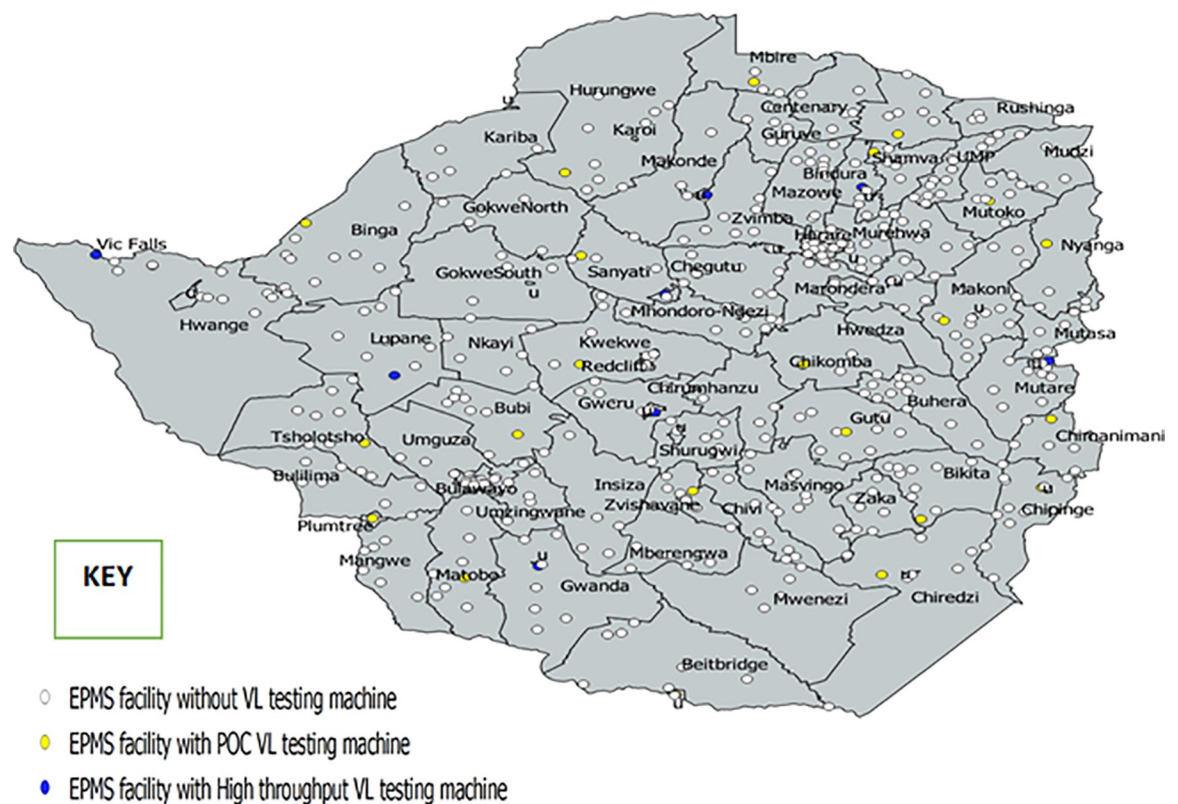 Mbire
Hurungwe
Centenary
Rushinga
u
Kariba
Karoi
Guruve
Makonde
Shamva
UMP
Mudzi
Bindura
Mazowe
u
u
GokweNorth
Zvimba
Mutoko
Binga
Harare
Murehwa
Vic Falls
u
u
Nyanga
GokweSouth
Sanyati
Chegutu
u
u
u
Marondera
Makoni
u
Hwange
Mhondoro-Ngezi
Lupane
Nkayi
Kwekwe
Hwedza
Mutasa
Redcliff
Chikomba
u
Chirumhanzu
Mutare
Bubi
Gweru
u
Buhera
Gutu
Tsholotsho
Umguza
u
Chimanimani
Shurugwi
Bulilima
Bulawayo
Insiza
Masvingo
Bikita
Zvishavane
Chivi
Zaka
u
Umzingwane
Chipinge
Plumtree
Mangwe
u
Mberengwa
KEY
Matobo
Gwanda
u
Mwenezi
Chiredzi
Beitbridge
u
EPMS facility without VL testing machine
EPMS facility with POC VL testing machine
EPMS facility with High throughput VL testing machine